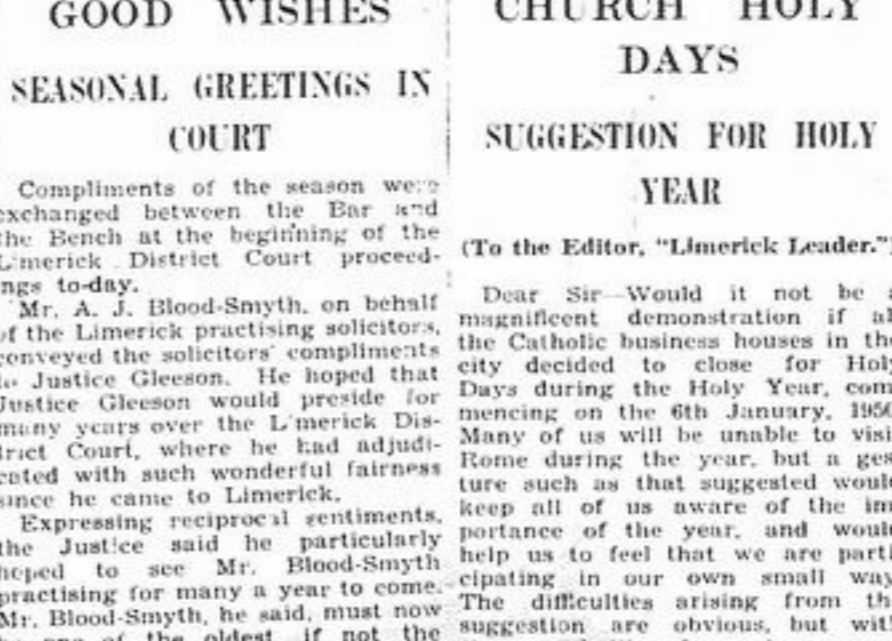 GOOD WISHES
SEASONAL GREETINGS IN
COURT
Compliments of the season were
exchanged between the Bar and
the Bench at the beginning of the
Limerick District Court proceed-
ings to-day.
Mr. A. J. Blood-Smyth, on behalf
of the Limerick practising solicitors,
conveyed the solicitors' compliments
to Justice Gleeson. He hoped that
Justice Gleeson would preside for
many years over the Limerick Dis-
trict Court, where he had adjudi-
cated with such wonderful fairness
since he came to Limerick.
Expressing reciprocal sentiments,
the Justice said he particularly
hoped to see Mr. Blood-Smyth
practising for many a year to come.
Mr. Blood-Smyth, he said, must now
be one of the oldest, if not the
CHURCH HOLY
DAYS
SUGGESTION FOR HOLY
YEAR
(To the Editor, "Limerick Leader.")
Dear Sir—Would it not be a
magnificent demonstration if al
the Catholic business houses in the
city decided to close for Holy
Days during the Holy Year, com
mencing on the 6th January, 1950
Many of us will be unable to visi
Rome during the year, but a ges
ture such as that suggested would
keep all of us aware of the im
portance of the year, and would
help us to feel that we are parti
cipating in our own small way
The difficulties arising from th
suggestion are obvious, but with